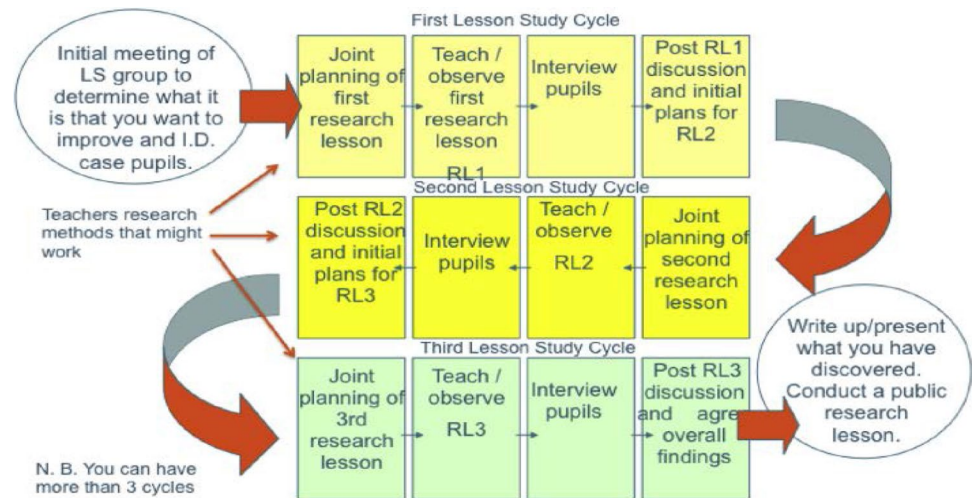 First Lesson Study Cycle
Initial meeting of
LS group to
determine what it
is that you want to
improve and I.D.
case pupils.
Joint
planning of
first
research
lesson
Teach /
observe
first
research
lesson
RL1
Interview
pupils
Post RL1
discussion
and initial
plans for
RL2
Second Lesson Study Cycle
Teachers research
methods that might
work
Post RL2
discussion
and initial
plans for
RL3
Interview
pupils
Teach /
observe
RL2
Joint
planning of
second
research
lesson
Third Lesson Study Cycle
Joint
planning of
3rd
research
lesson
Teach /
observe
RL3
Interview
pupils
Post RL3
discussion
and agree
overall
findings
Write up/present
what you have
discovered.
Conduct a public
research
lesson.
N. B. You can have
more than 3 cycles